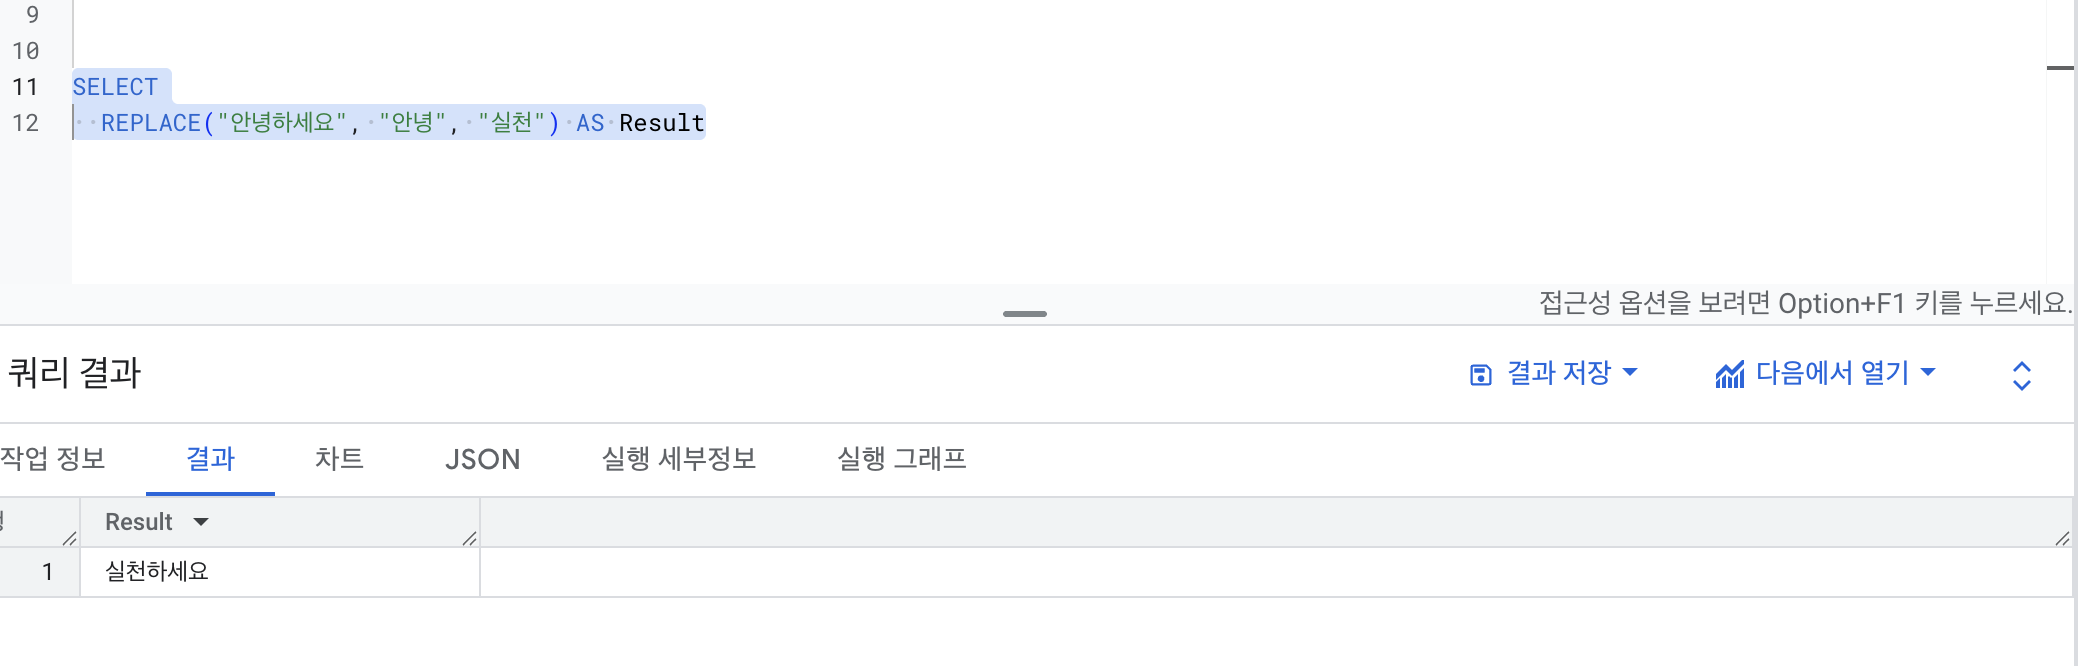 9
10
11 SELECT
12 REPLACE("안녕하세요", "안녕", "실천") AS Result
접근성 옵션을 보려면 Option+F1 키를 누르세요.
쿼리 결과 결과 저장 다음에서 열기
작업 정보 결과 차트 JSON 실행 세부정보 실행 그래프
Result
1 실천하세요